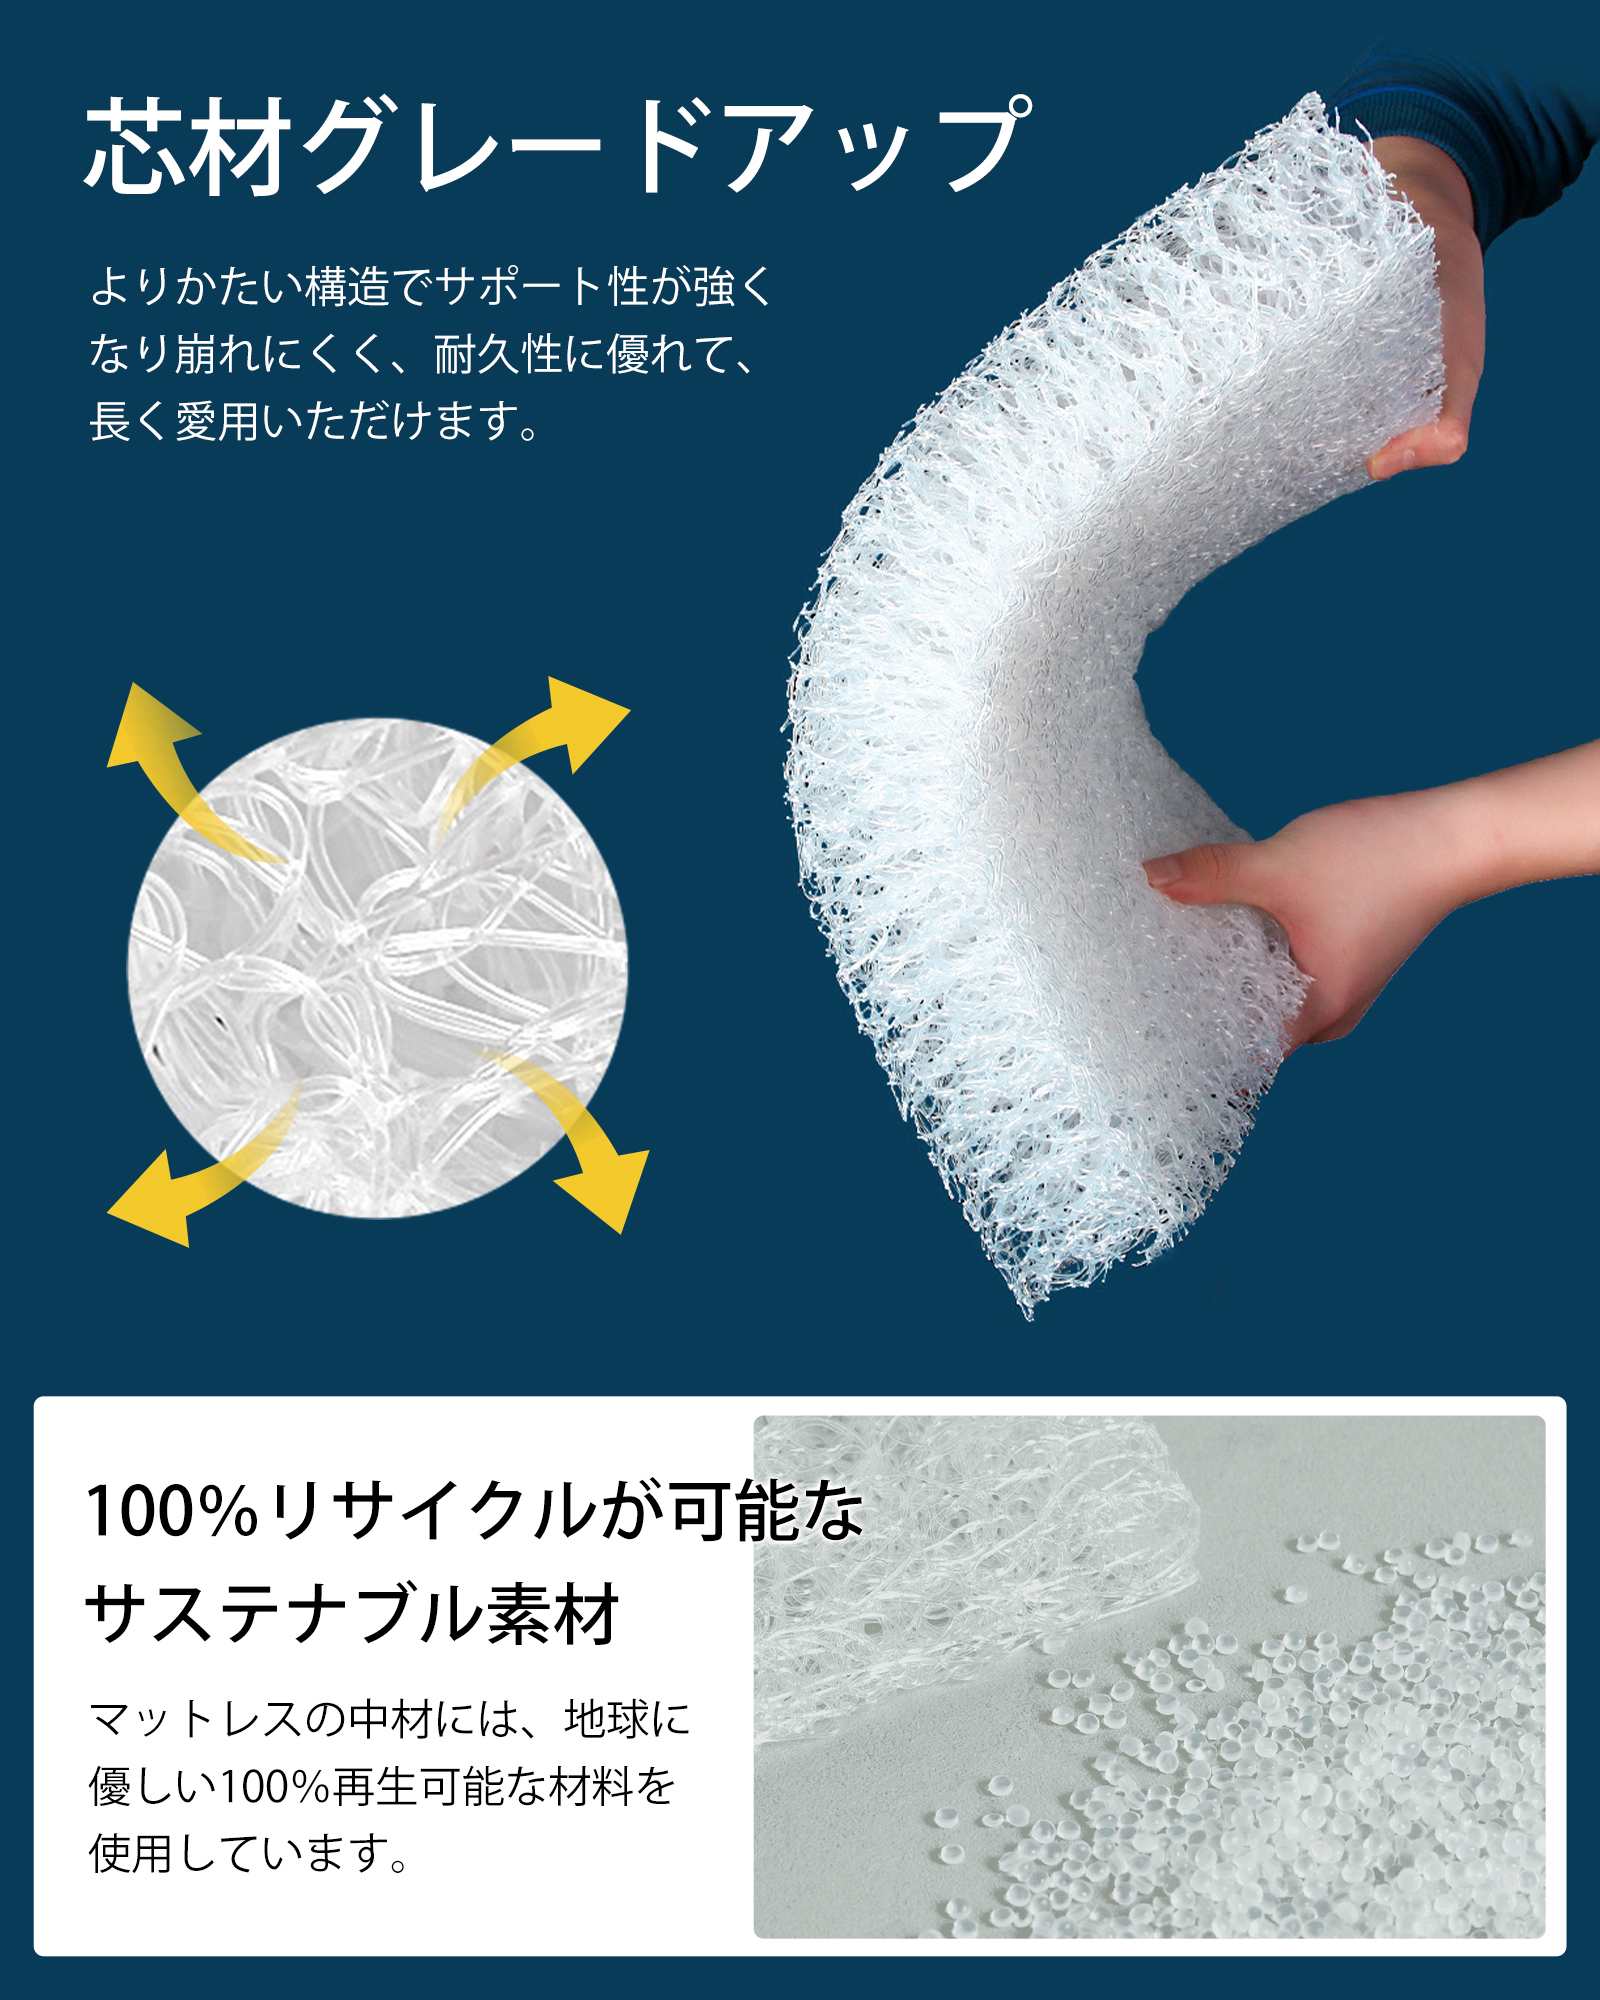 芯材グレードアップ
よりかたい構造でサポート性が強く
なり崩れにくく、耐久性に優れて、
長く愛用いただけます。
100%リサイクルが可能な
サステナブル素材
マットレスの中材には、地球に
優しい100%再生可能な材料を
使用しています。